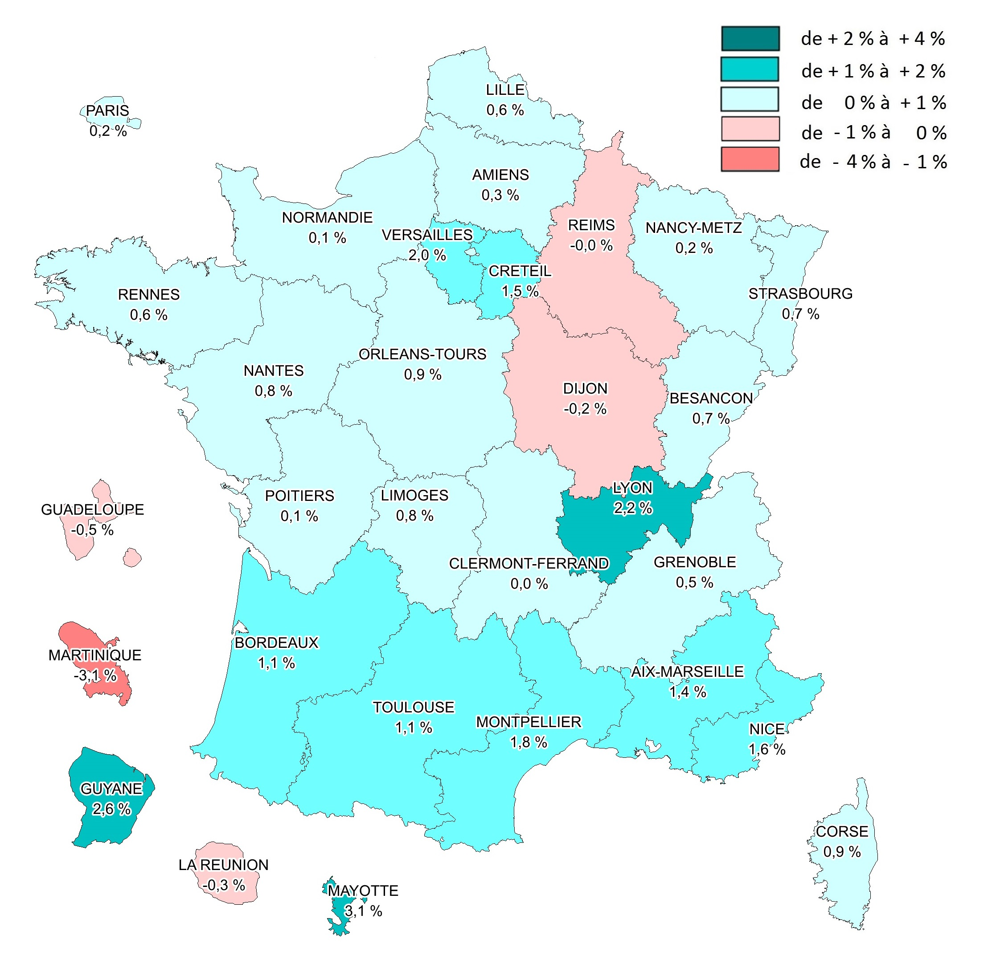 de + 2 % à + 4 %
de + 1 % à + 2 %
de 0 % à + 1 %
de - 1 % à 0 %
de - 4 % à - 1 %
LILLE
0,6 %
PARIS
0,2 %
AMIENS
0,3 %
NORMANDIE
0,1 %
VERSAILLES
2,0 %
REIMS
-0,0 %
NANCY-METZ
0,2 %
CRETEIL
1,5 %
STRASBOURG
0,7 %
RENNES
0,6 %
ORLEANS-TOURS
0,9 %
NANTES
0,8 %
DIJON
-0,2 %
BESANCON
0,7 %
LYON
2,2 %
POITIERS
0,1 %
LIMOGES
0,8 %
GUADELOUPE
-0,5 %
CLERMONT-FERRAND
0,0 %
GRENOBLE
0,5 %
BORDEAUX
1,1 %
MARTINIQUE
-3,1 %
AIX-MARSEILLE
1,4 %
TOULOUSE
1,1 %
MONTPELLIER
1,8 %
NICE
1,6 %
GUYANE
2,6 %
CORSE
0,9 %
LA REUNION
-0,3 %
MAYOTTE
3,1 %